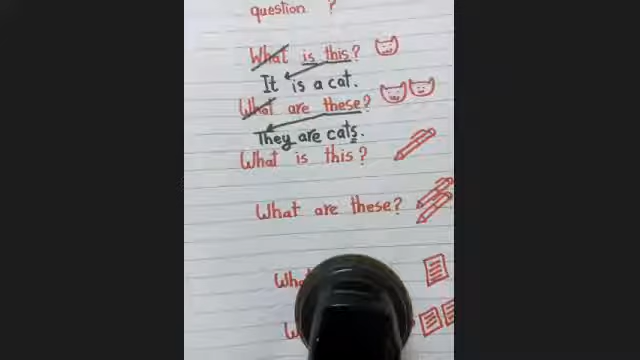 question ?
What is this?
It is a cat.
What are these?
They are cats.
What is this?
What are these?